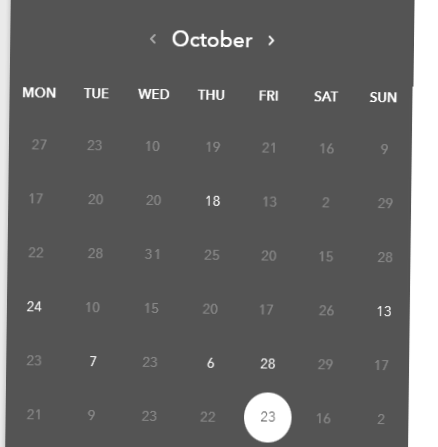 ‹ October ›
MON TUE WED THU FRI SAT SUN
27 23 10 19 21 16 9
17 20 20 18 13 2 29
22 28 31 25 20 15 28
24 10 15 20 17 26 13
23 7 23 6 28 29 17
21 9 23 22 23 16 2